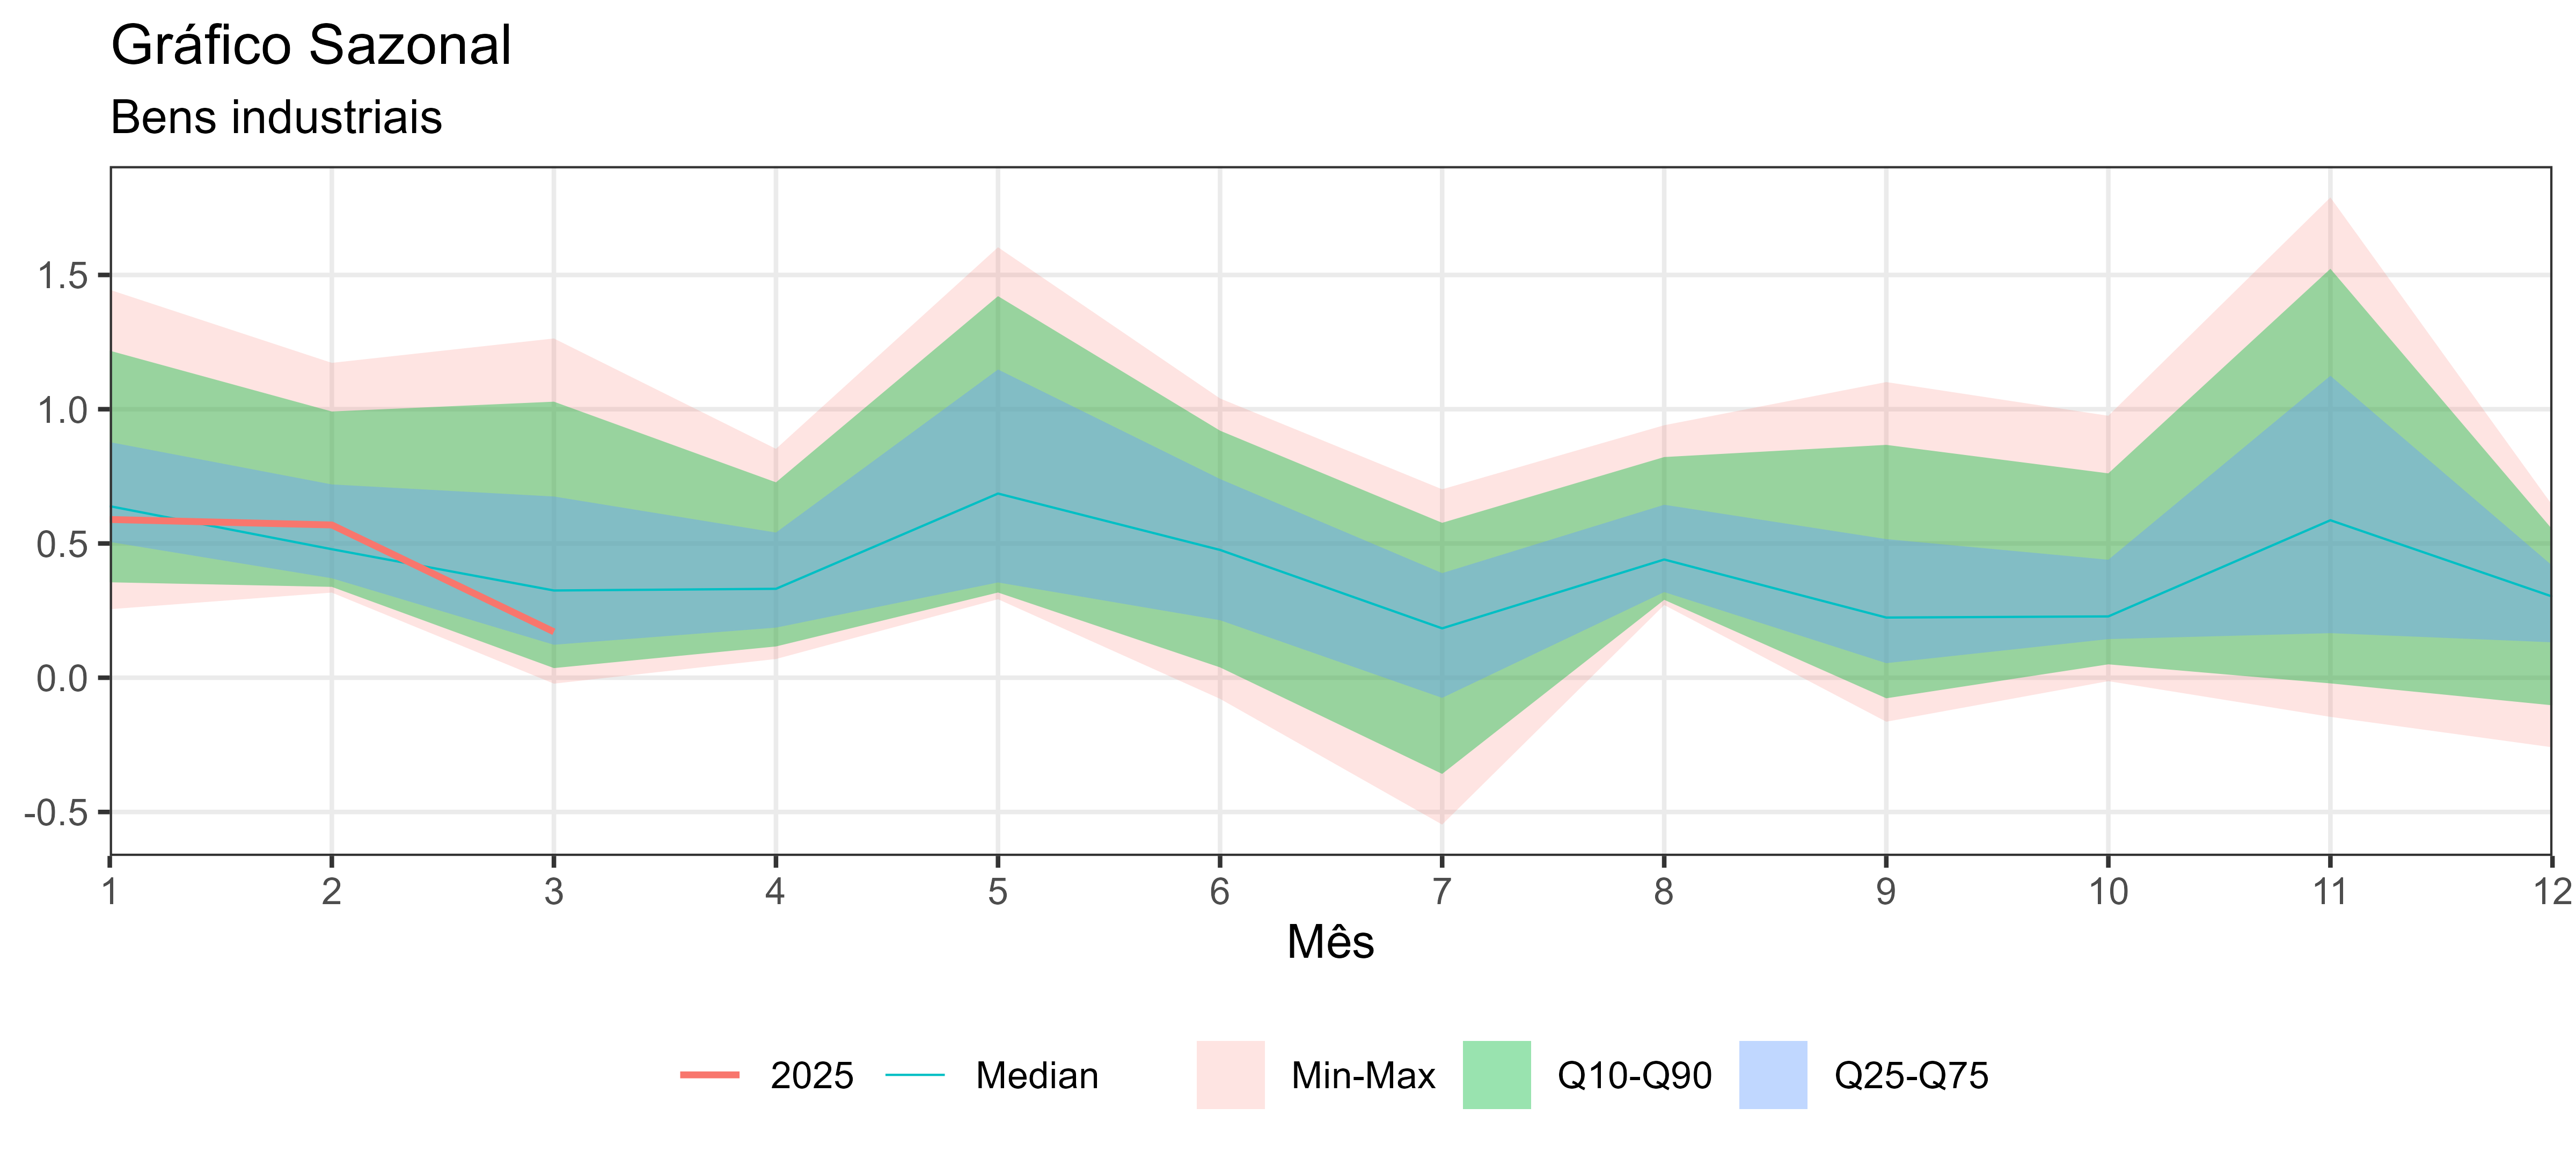 Gráfico Sazonal
Bens industriais
1.5
1.0
0.5
0.0
-0.5
1 2 3 4 5 6 7 8 9 10 11 12
Mês
2025 Median Min-Max Q10-Q90 Q25-Q75